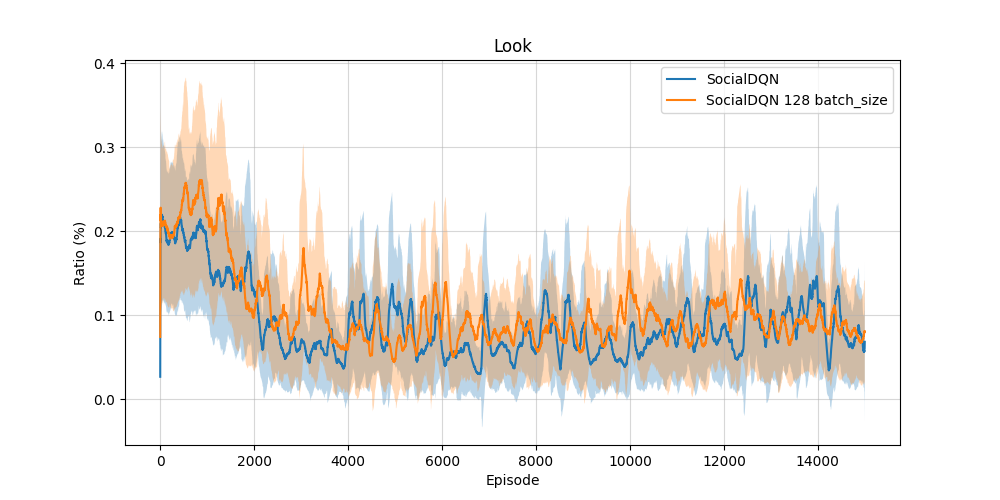 Look
SocialDQN
SocialDQN 128 batch_size
Ratio (%)
0.4
0.3
0.2
0.1
0.0
0 2000 4000 6000 8000 10000 12000 14000
Episode